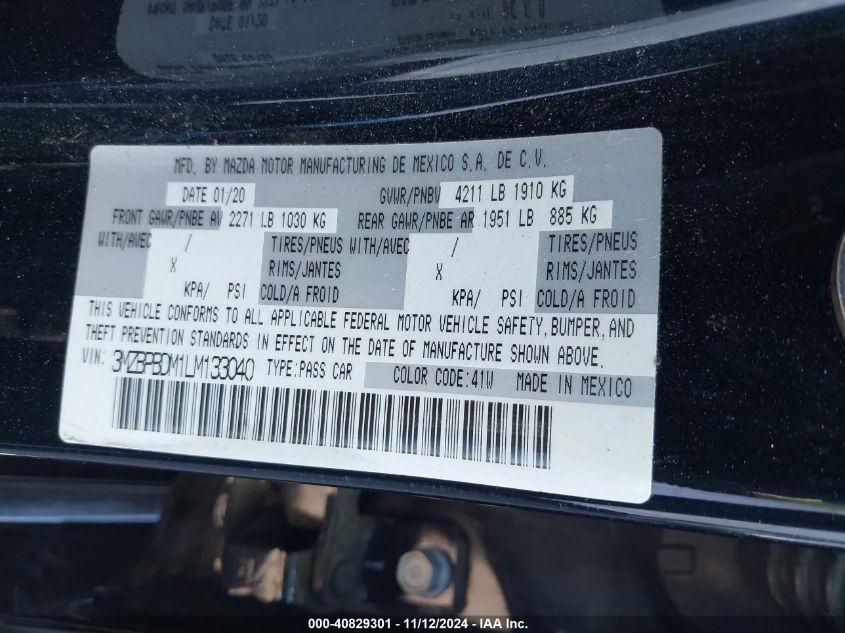 MFD. BY MAZDA MOTOR MANUFACTURING DE MEXICO S.A. DE C.V.
DATE 01/20 GVWR/PNBV 4211 LB 1910 KG
FRONT GAWR/PNBE AV 2271 LB 1030 KG REAR GAWR/PNBE AR 1951 LB 885 KG
WITH/AVEC / TIRES/PNEUS WITH/AVEC / TIRES/PNEUS
X RIMS/JANTES X RIMS/JANTES
KPA/ PSI COLD/A FROID KPA/ PSI COLD/A FROID
THIS VEHICLE CONFORMS TO ALL APPLICABLE FEDERAL MOTOR VEHICLE SAFETY, BUMPER, AND
THEFT PREVENTION STANDARDS IN EFFECT ON THE DATE OF MANUFACTURE SHOWN ABOVE.
VIN: 3MZBPBDM1LM133040 TYPE:PASS CAR COLOR CODE:41W MADE IN MEXICO
000-40829301 - 11/12/2024 - IAA Inc.